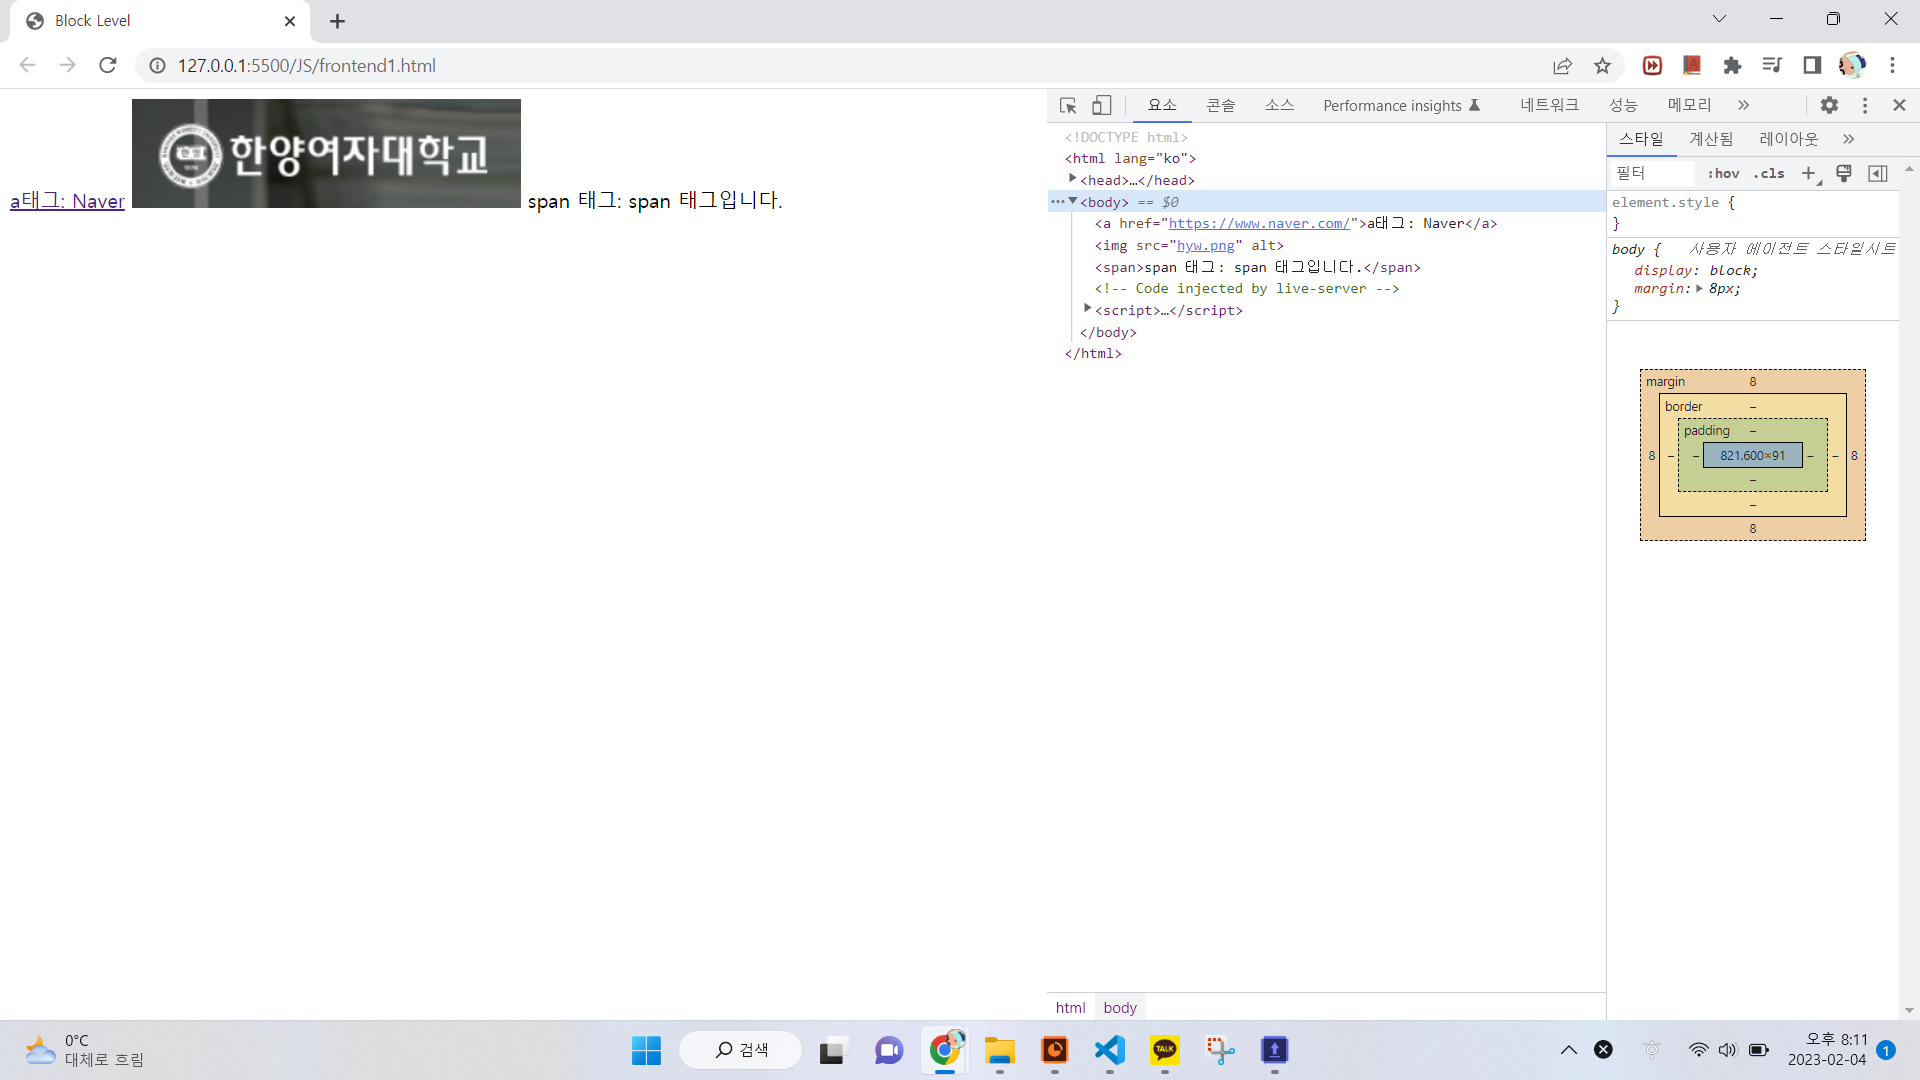 Block Level
127.0.0.1:5500/JS/frontend1.html
a태그: Naver
한양여자대학교
span 태그: span 태그입니다.
요소 콘솔 소스 Performance insights 네트워크 성능 메모리
<!DOCTYPE html>
<html lang="ko">
<head>…</head>
<body> == $0
<a href="https://www.naver.com/">a태그: Naver</a>
<img src="hyw.png" alt>
<span>span 태그: span 태그입니다.</span>
<!-- Code injected by live-server -->
<script>…</script>
</body>
</html>
html body
스타일 계산됨 레이아웃
필터 :hov .cls
element.style {
}
body { 사용자 에이전트 스타일시트
display: block;
margin: 8px;
}
margin 8
border –
padding –
8 – – 821.600×91 – – 8
–
–
8
0°C
대체로 흐림
검색
TALK
오후 8:11
2023-02-04
1